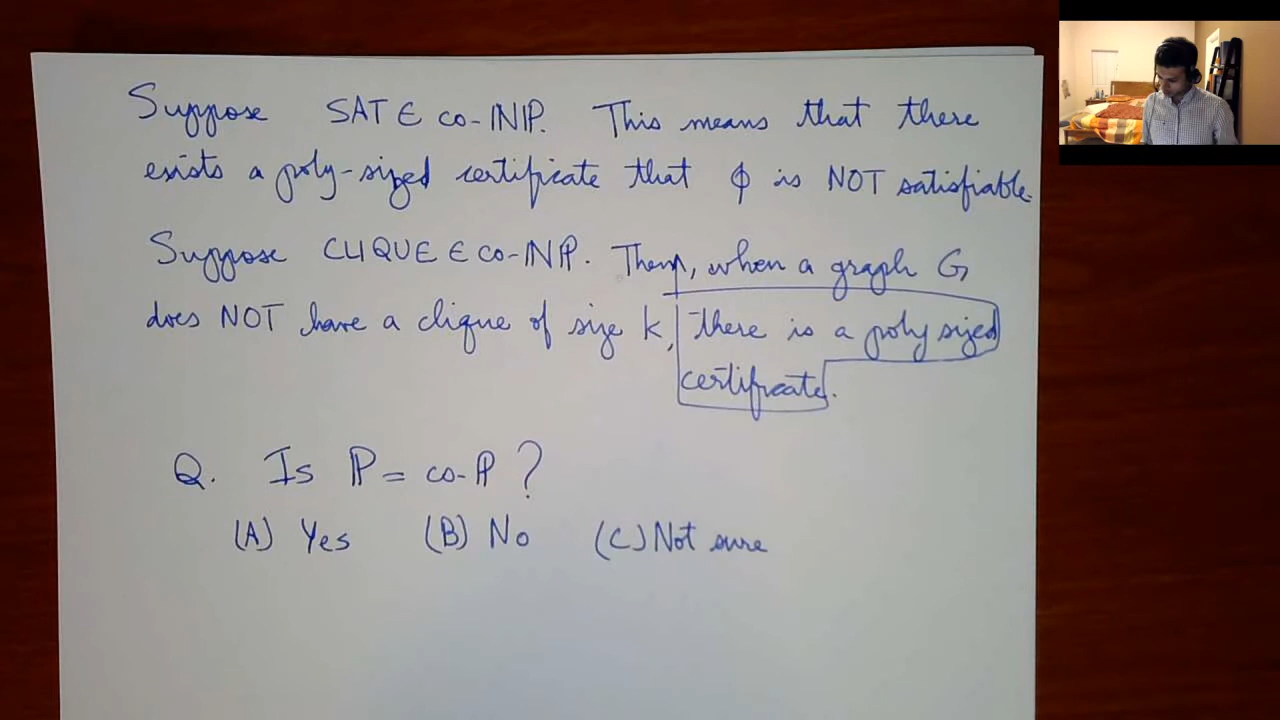 Suppose SAT ∈ co-NP. This means that there
exists a poly-sized certificate that ϕ is NOT satisfiable.
Suppose CLIQUE ∈ co-NP. Then, when a graph G
does NOT have a clique of size k, there is a poly sized
certificate.
Q. Is P = co-P ?
(A) Yes (B) No (C) Not sure